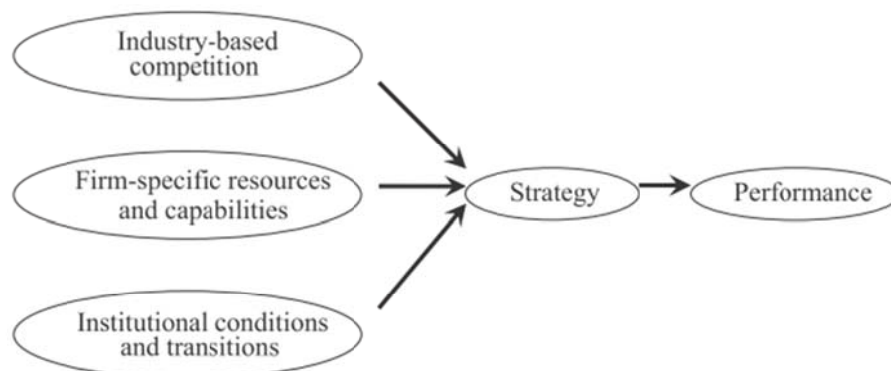 Industry-based
competition
Firm-specific resources
and capabilities
Strategy
Performance
Institutional conditions
and transitions